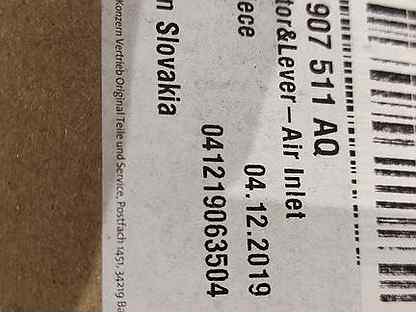 907 511 AQ
tor&Lever-Air Inlet
ece 04.12.2019
041219063504
n Slovakia
Konzern Vertrieb Original Teile und Service, Postfach 1451, 34219 Ba